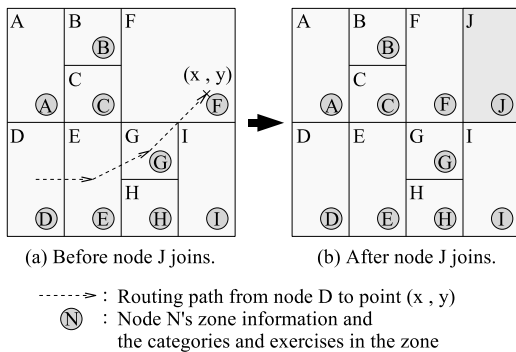 A B F
B
(x , y)
C
A C F
D E G I
G
H
D E H I
(a) Before node J joins.
A B F J
B
C
A C F J
D E G I
G
H
D E H I
(b) After node J joins.
: Routing path from node D to point (x , y)
N : Node N's zone information and
the categories and exercises in the zone